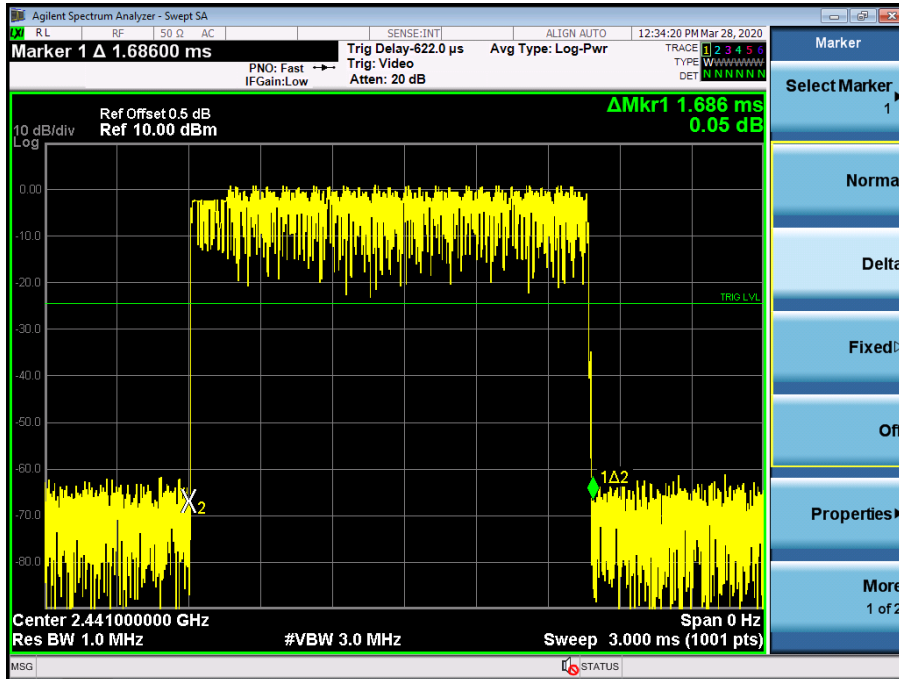 Agilent Spectrum Analyzer - Swept SA
LXI RL RF 50 Ω AC SENSE:INT ALIGN AUTO 12:34:20 PM Mar 28, 2020
Marker 1 Δ 1.68600 ms
PNO: Fast
IFGain:Low
Trig Delay-622.0 µs
Trig: Video
Atten: 20 dB
Avg Type: Log-Pwr
TRACE 1 2 3 4 5 6
TYPE WWWWWW
DET N N N N N N
ΔMkr1 1.686 ms
0.05 dB
Ref Offset 0.5 dB
10 dB/div Ref 10.00 dBm
Log
0.00
-10.0
-20.0
TRIG LVL
-30.0
-40.0
-50.0
-60.0
1Δ2
X2
-70.0
-80.0
Center 2.441000000 GHz Span 0 Hz
Res BW 1.0 MHz #VBW 3.0 MHz Sweep 3.000 ms (1001 pts)
MSG STATUS
Marker
Select Marker
1
Norma
Delta
Fixed
Off
Properties
More
1 of 2